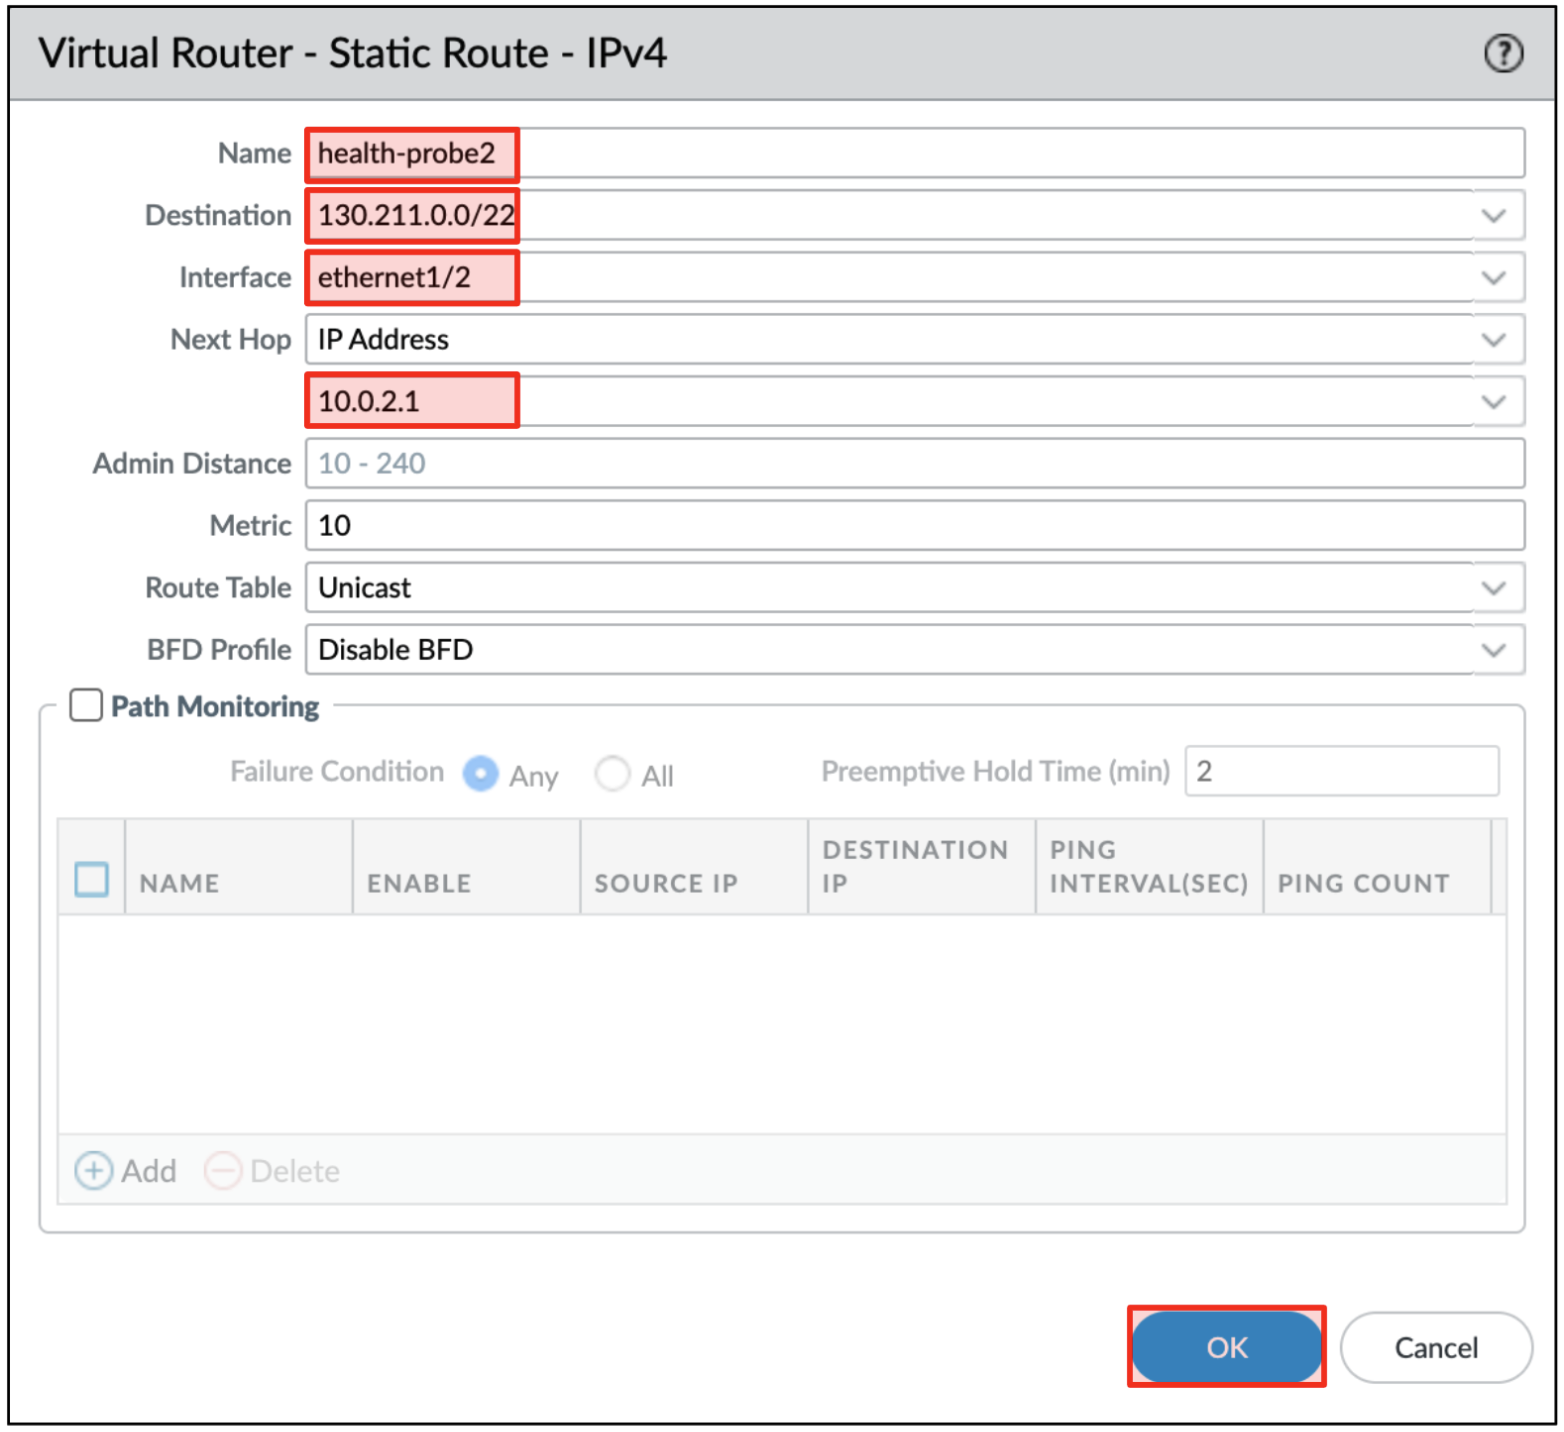 Virtual Router - Static Route - IPv4
?
Name health-probe2
Destination 130.211.0.0/22
Interface ethernet1/2
Next Hop IP Address
10.0.2.1
Admin Distance 10 - 240
Metric 10
Route Table Unicast
BFD Profile Disable BFD
Path Monitoring
Failure Condition Any All Preemptive Hold Time (min) 2
NAME ENABLE SOURCE IP DESTINATION IP PING INTERVAL(SEC) PING COUNT
Add Delete
OK Cancel